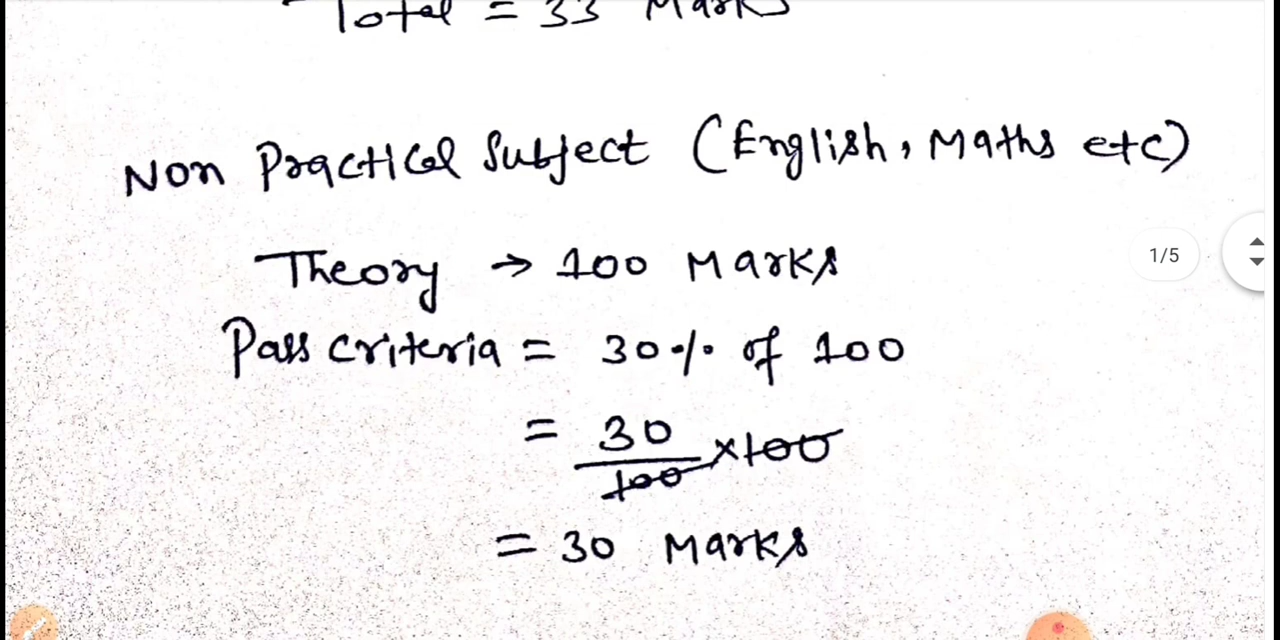 Total = 33 Marks
Non Practical Subject (English, Maths etc)
Theory → 100 Marks
1/5
Pass criteria = 30% of 100
= 30/100 ×100
= 30 Marks